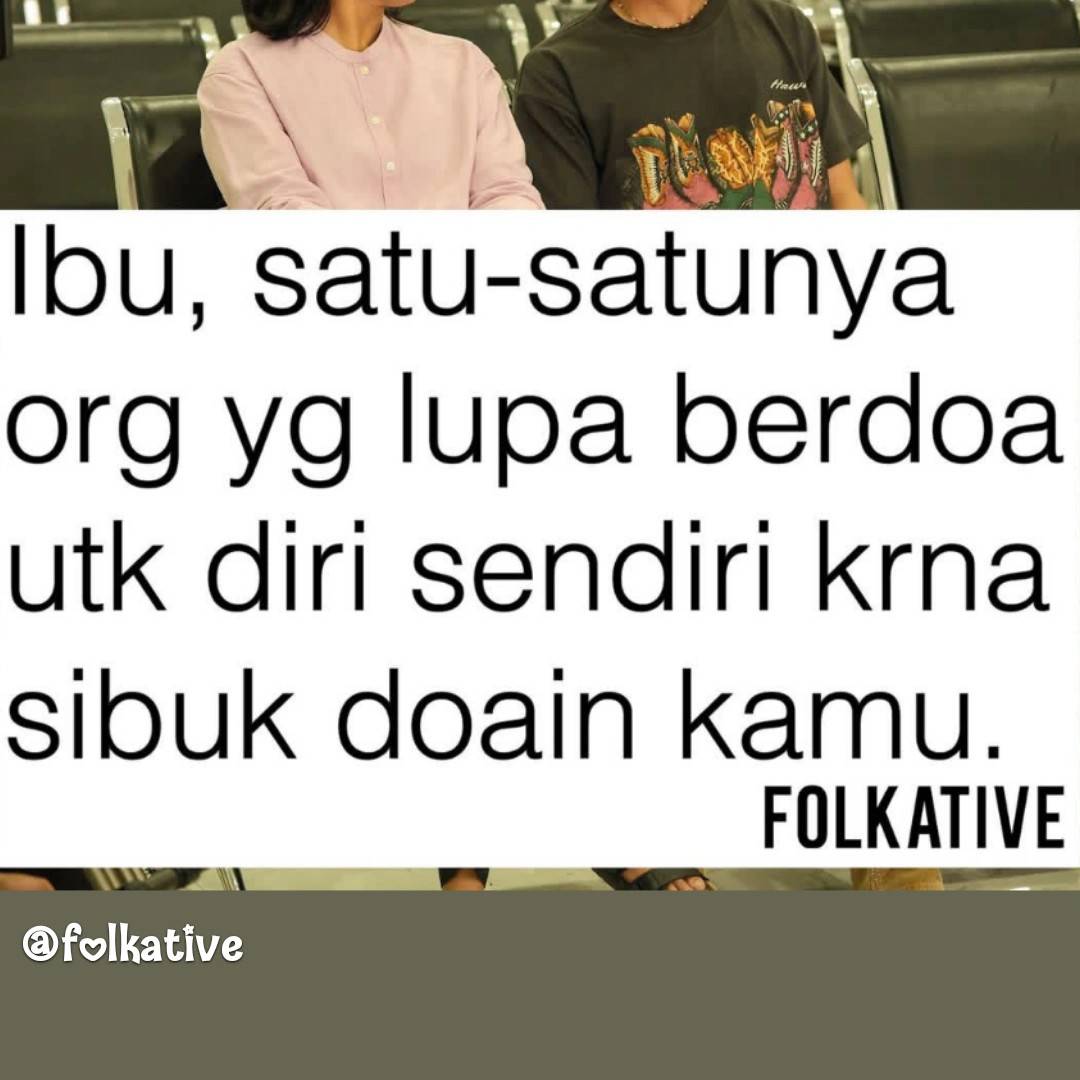 Ibu, satu-satunya
org yg lupa berdoa
utk diri sendiri krna
sibuk doain kamu.
FOLKATIVE
@folkative